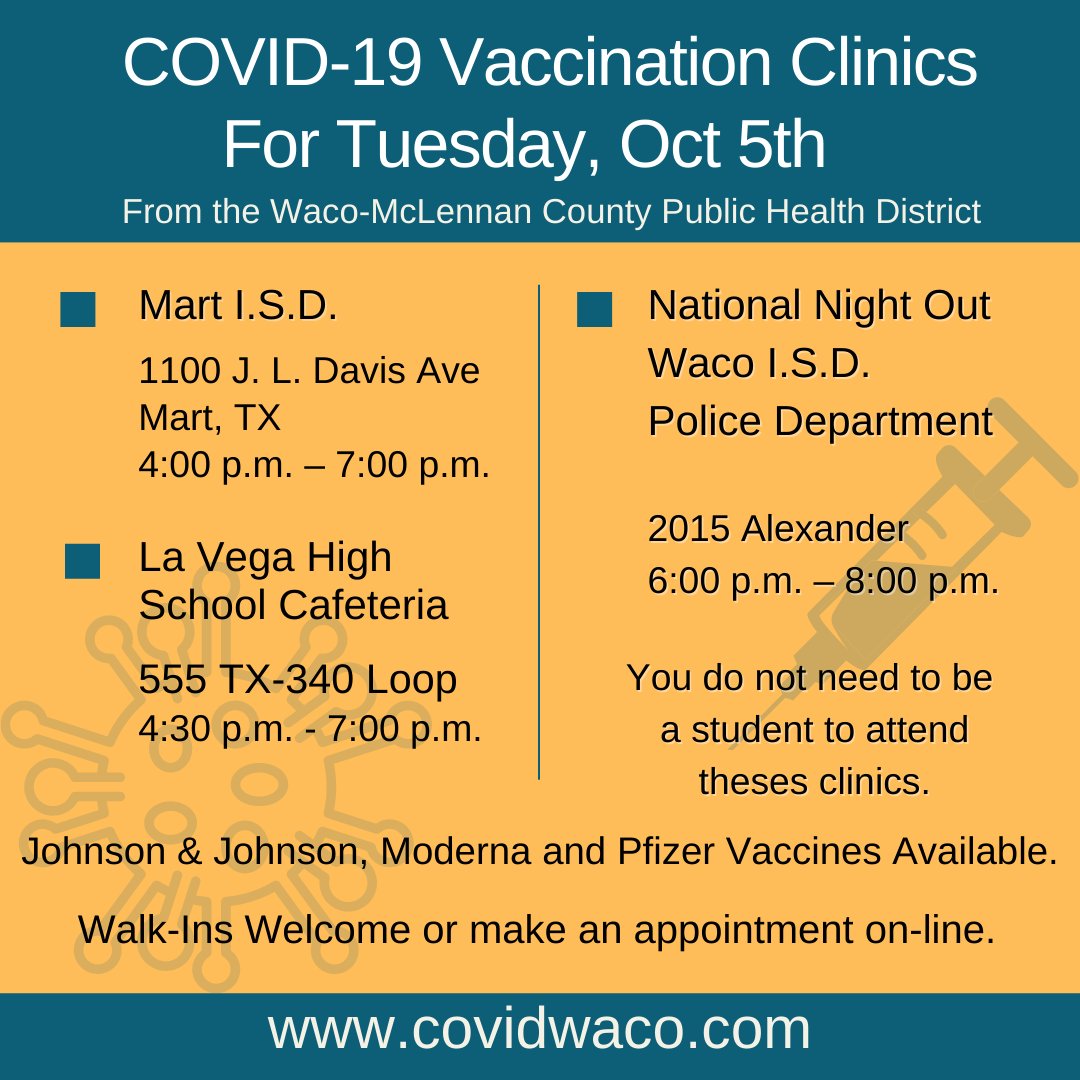 COVID-19 Vaccination Clinics
For Tuesday, Oct 5th
From the Waco-McLennan County Public Health District
Mart I.S.D.
1100 J. L. Davis Ave
Mart, TX
4:00 p.m. – 7:00 p.m.
La Vega High
School Cafeteria
555 TX-340 Loop
4:30 p.m. - 7:00 p.m.
National Night Out
Waco I.S.D.
Police Department
2015 Alexander
6:00 p.m. – 8:00 p.m.
You do not need to be
a student to attend
theses clinics.
Johnson & Johnson, Moderna and Pfizer Vaccines Available.
Walk-Ins Welcome or make an appointment on-line.
www.covidwaco.com